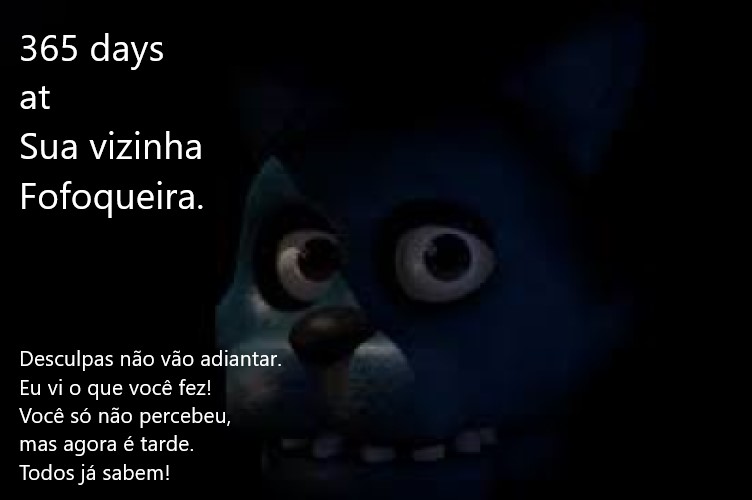 365 days
at
Sua vizinha
Fofoqueira.
Desculpas não vão adiantar.
Eu vi o que você fez!
Você só não percebeu,
mas agora é tarde.
Todos já sabem!